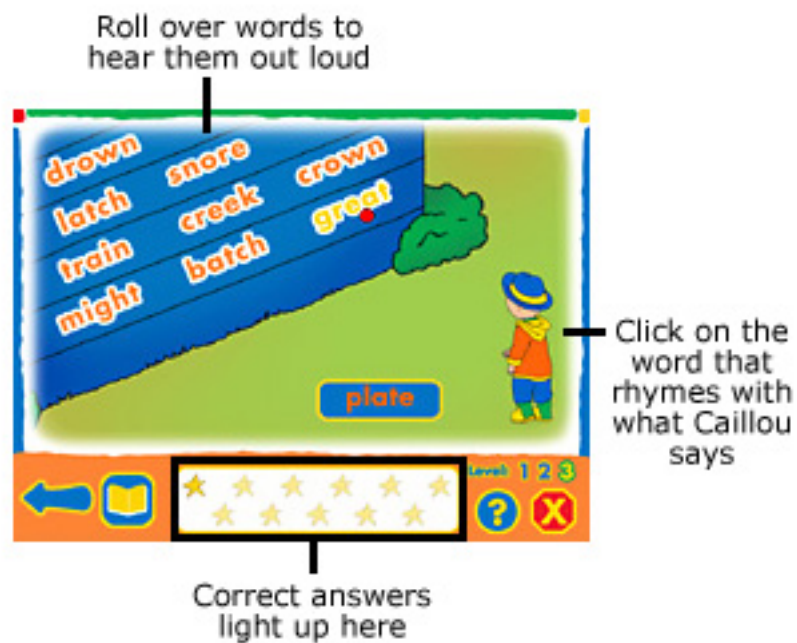 Roll over words to
hear them out loud
drown snore crown
latch creek great
train batch
might
plate
Click on the
word that
rhymes with
what Caillou
says
Level: 1 2 3
? X
Correct answers
light up here